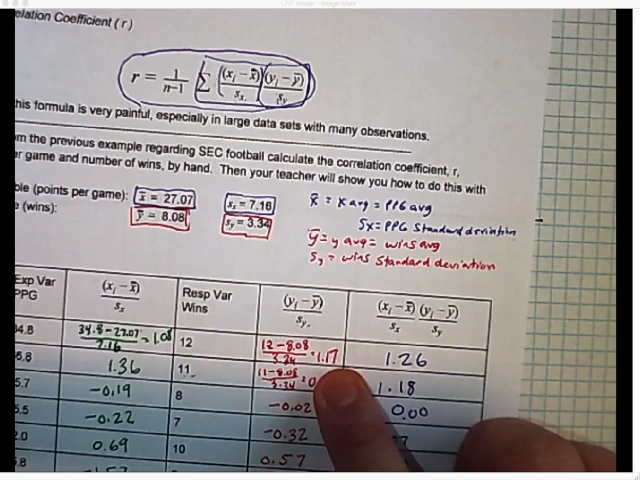 elation Coefficient (r)
r = 1/n−1 Σ (xᵢ − x̄)/sₓ (yᵢ − ȳ)/sᵧ
his formula is very painful, especially in large data sets with many observations.
m the previous example regarding SEC football calculate the correlation coefficient, r,
er game and number of wins, by hand. Then your teacher will show you how to do this with
ble (points per game): x̄ = 27.07 sₓ = 7.16
(wins): ȳ = 8.08 sᵧ = 3.34
x̄ = x avg = PPG avg
Sx = PPG Standard deviation
ȳ = y avg = wins avg
Sy = wins standard deviation
Exp Var PPG (xᵢ − x̄)/sₓ Resp Var Wins (yᵢ − ȳ)/sᵧ (xᵢ − x̄)/sₓ (yᵢ − ȳ)/sᵧ
34.8 34.8−27.07/7.16 = 1.08 12 12−8.08/3.34 = 1.17 1.26
6.8 1.36 11 11−8.08/3.34 1.18
5.7 −0.19 8 −0.02 0.00
5.5 −0.22 7 −0.32
2.0 0.69 10 0.57